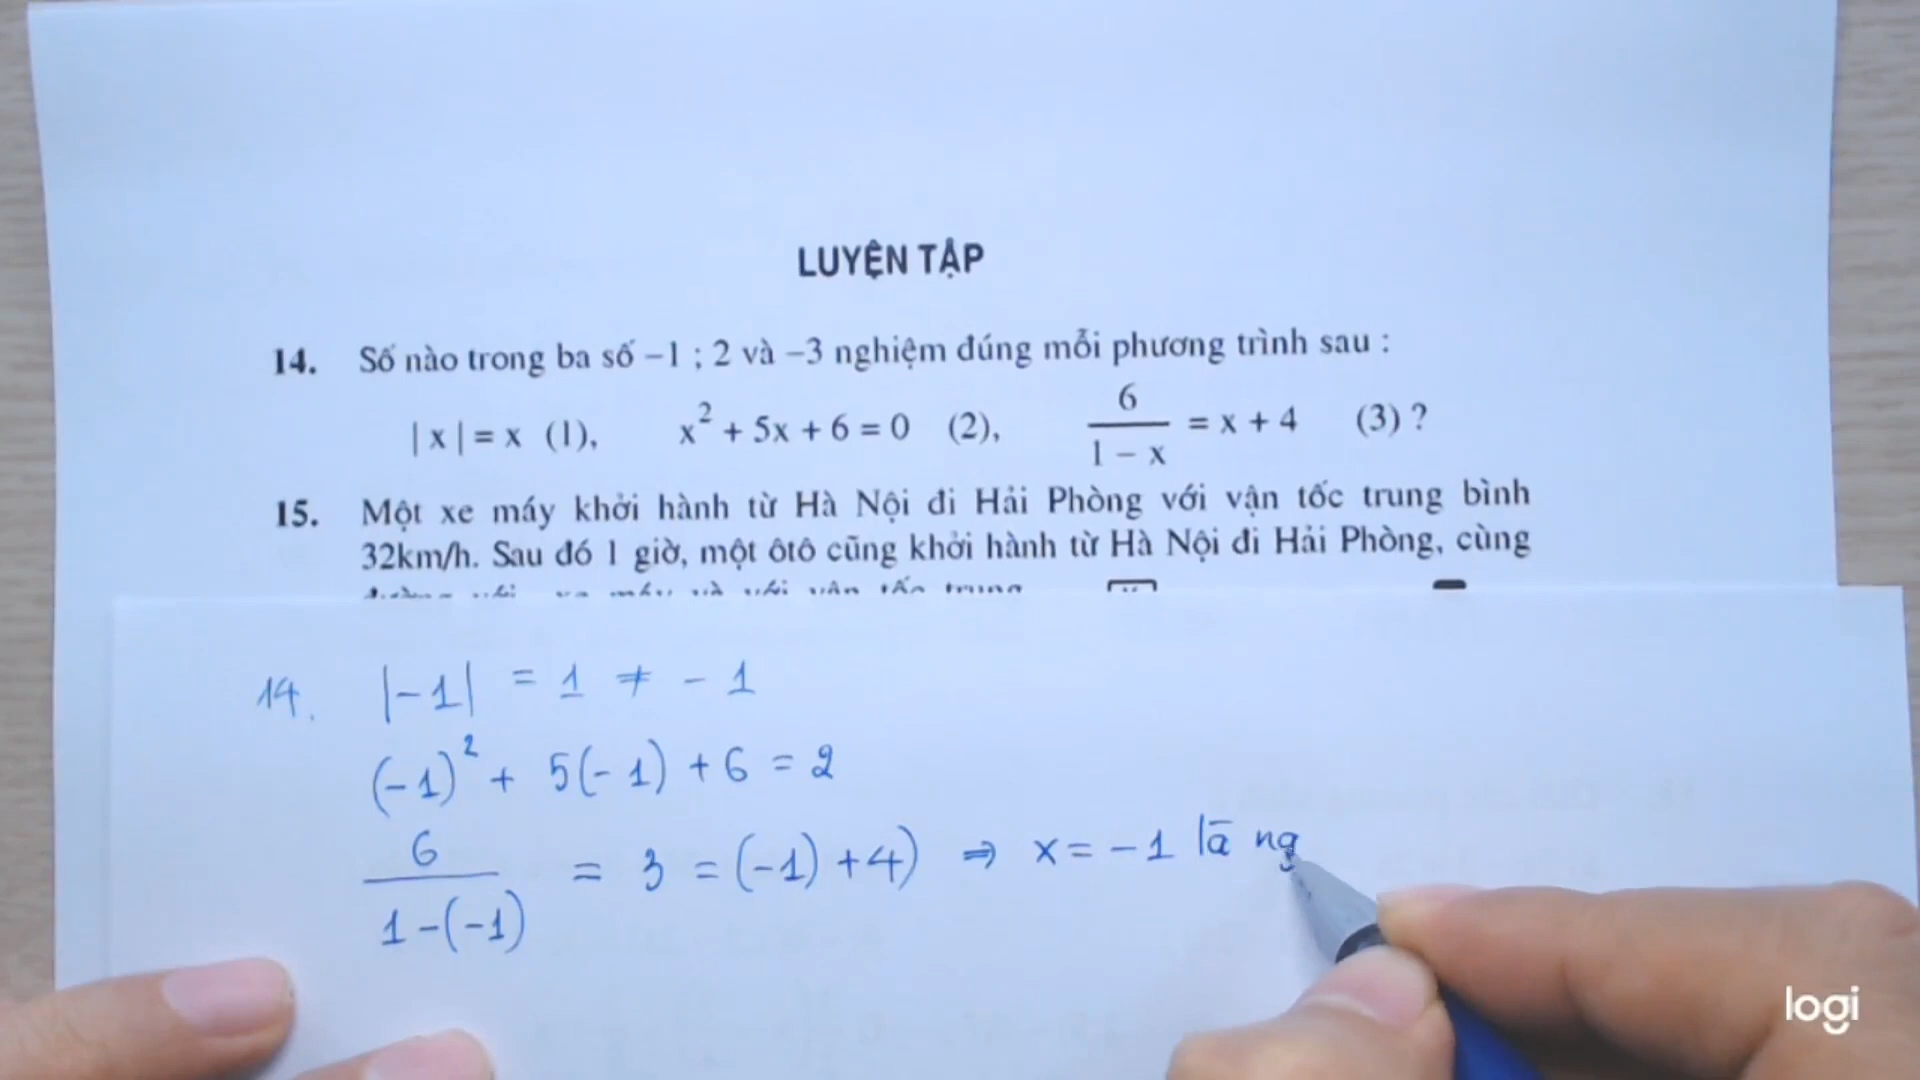 LUYỆN TẬP
14. Số nào trong ba số −1 ; 2 và −3 nghiệm đúng mỗi phương trình sau :
| x | = x (1), x² + 5x + 6 = 0 (2), 6/(1 − x) = x + 4 (3) ?
15. Một xe máy khởi hành từ Hà Nội đi Hải Phòng với vận tốc trung bình
32km/h. Sau đó 1 giờ, một ôtô cũng khởi hành từ Hà Nội đi Hải Phòng, cùng
14. |-1| = 1 ≠ - 1
(-1)² + 5(-1) + 6 = 2
6/(1-(-1)) = 3 = (-1) + 4) ⇒ x = -1 là ng
logi